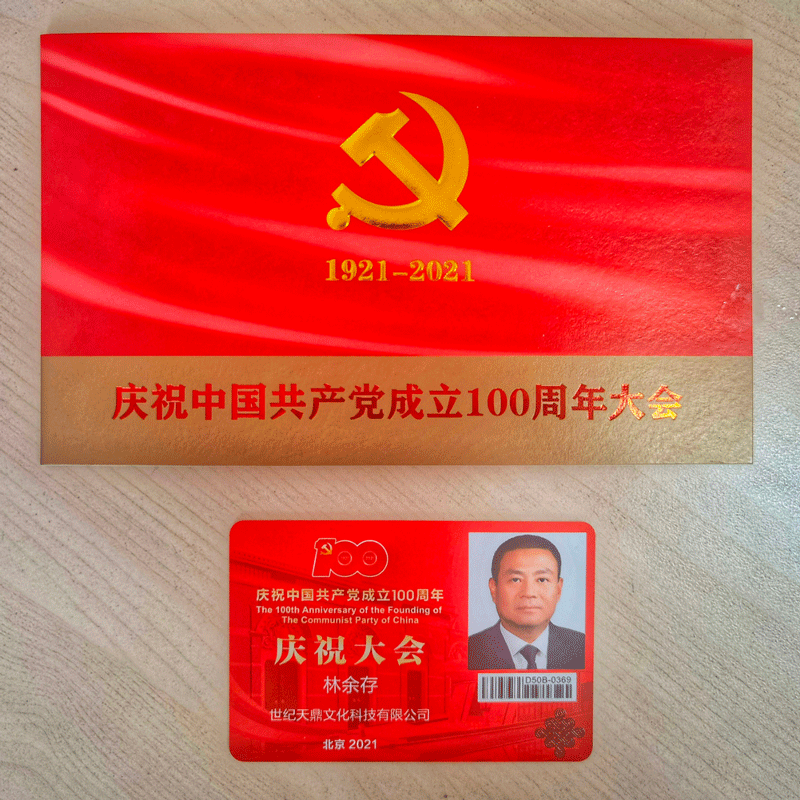 1921-2021
庆祝中国共产党成立100周年大会
100
庆祝中国共产党成立100周年
The 100th Anniversary of the Founding of
The Communist Party of China
庆祝大会
林余存
世纪天鼎文化科技有限公司
北京 2021
D50B-0369